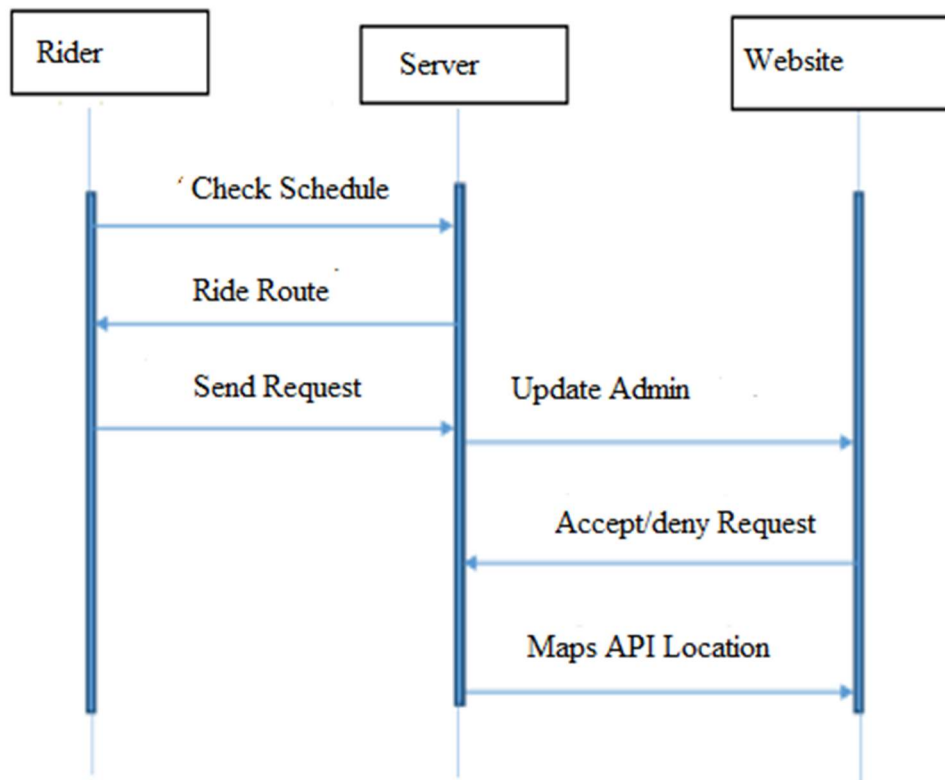 Rider
Server
Website
Check Schedule
Ride Route
Send Request
Update Admin
Accept/deny Request
Maps API Location